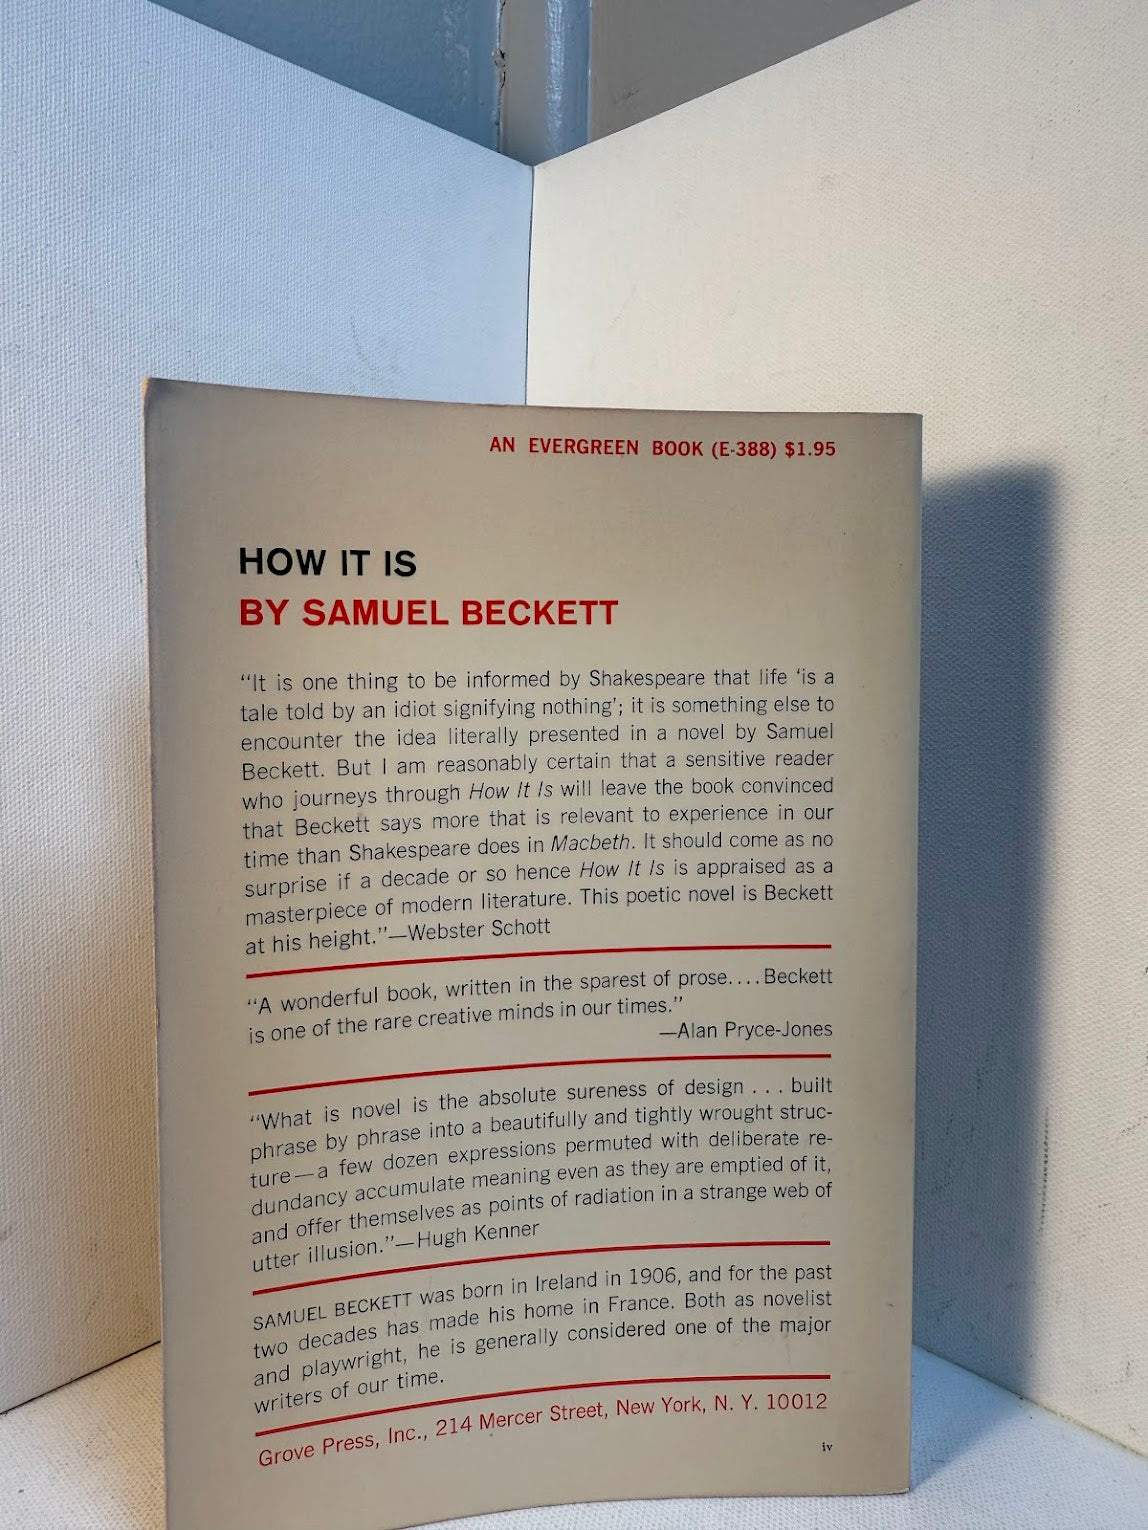 AN EVERGREEN BOOK (E-388) $1.95
HOW IT IS
BY SAMUEL BECKETT
“It is one thing to be informed by Shakespeare that life ‘is a
tale told by an idiot signifying nothing’; it is something else to
encounter the idea literally presented in a novel by Samuel
Beckett. But I am reasonably certain that a sensitive reader
who journeys through How It Is will leave the book convinced
that Beckett says more that is relevant to experience in our
time than Shakespeare does in Macbeth. It should come as no
surprise if a decade or so hence How It Is is appraised as a
masterpiece of modern literature. This poetic novel is Beckett
at his height.”—Webster Schott
“A wonderful book, written in the sparest of prose....Beckett
is one of the rare creative minds in our times.”
—Alan Pryce-Jones
“What is novel is the absolute sureness of design . . . built
phrase by phrase into a beautifully and tightly wrought struc-
ture—a few dozen expressions permuted with deliberate re-
dundancy accumulate meaning even as they are emptied of it,
and offer themselves as points of radiation in a strange web of
utter illusion.”—Hugh Kenner
SAMUEL BECKETT was born in Ireland in 1906, and for the past
two decades has made his home in France. Both as novelist
and playwright, he is generally considered one of the major
writers of our time.
Grove Press, Inc., 214 Mercer Street, New York, N. Y. 10012
iv